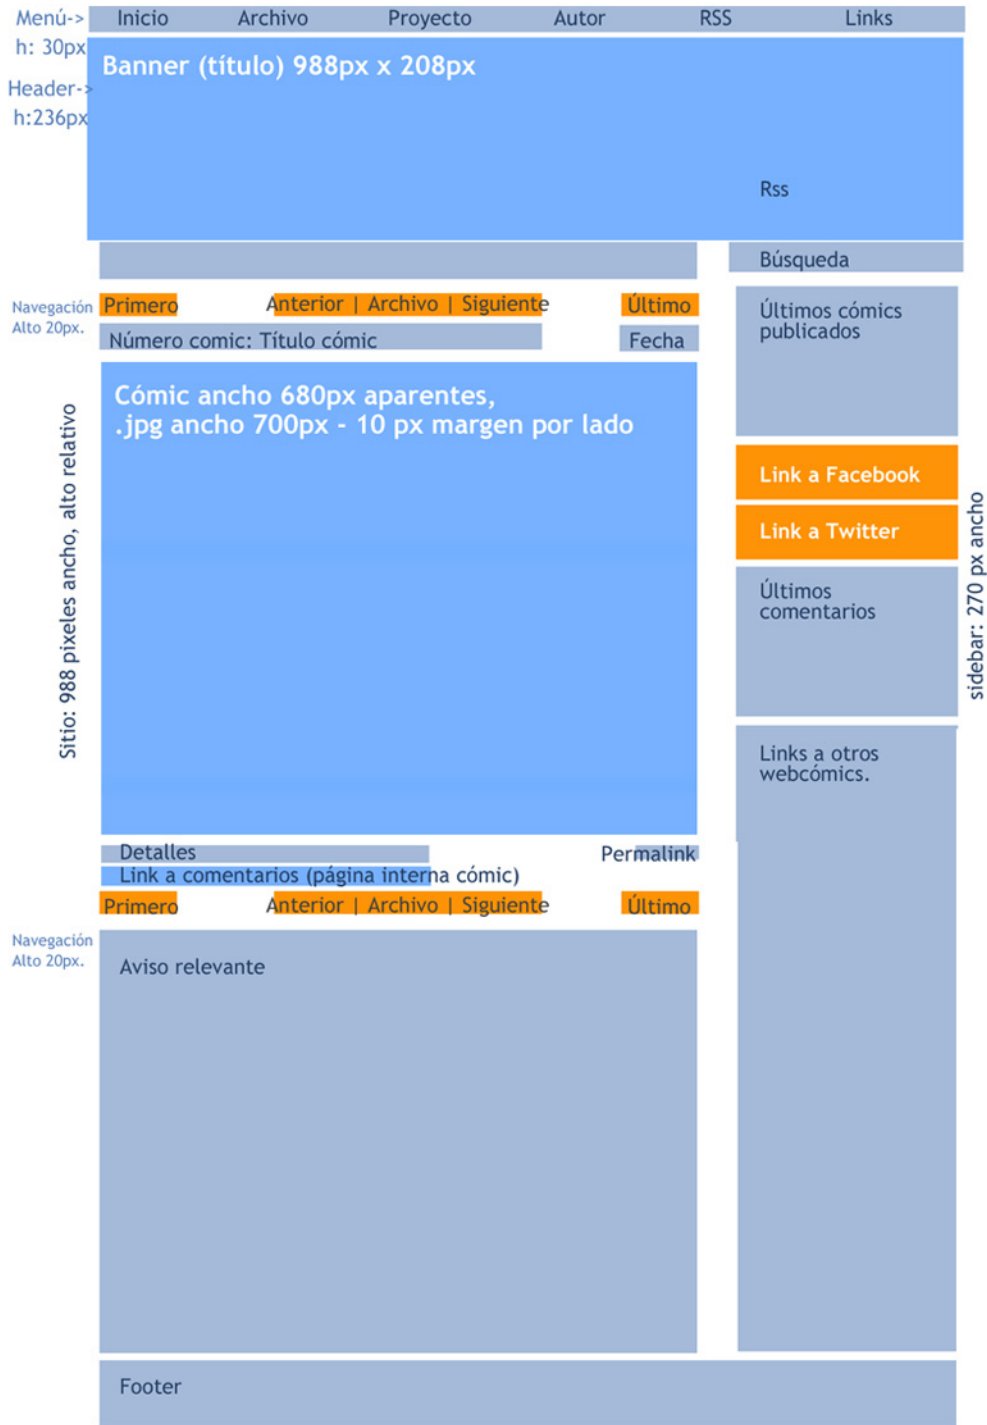 Menú->
Inicio Archivo Proyecto Autor RSS Links
h: 30px
Banner (título) 988px x 208px
Header->
h:236px
Rss
Búsqueda
Navegación
Alto 20px.
Primero Anterior | Archivo | Siguiente Último
Número comic: Título cómic Fecha
Últimos cómics
publicados
Cómic ancho 680px aparentes,
.jpg ancho 700px - 10 px margen por lado
Sitio: 988 pixeles ancho, alto relativo
Link a Facebook
Link a Twitter
Últimos
comentarios
sidebar: 270 px ancho
Links a otros
webcómics.
Detalles Permalink
Link a comentarios (página interna cómic)
Primero Anterior | Archivo | Siguiente Último
Navegación
Alto 20px.
Aviso relevante
Footer